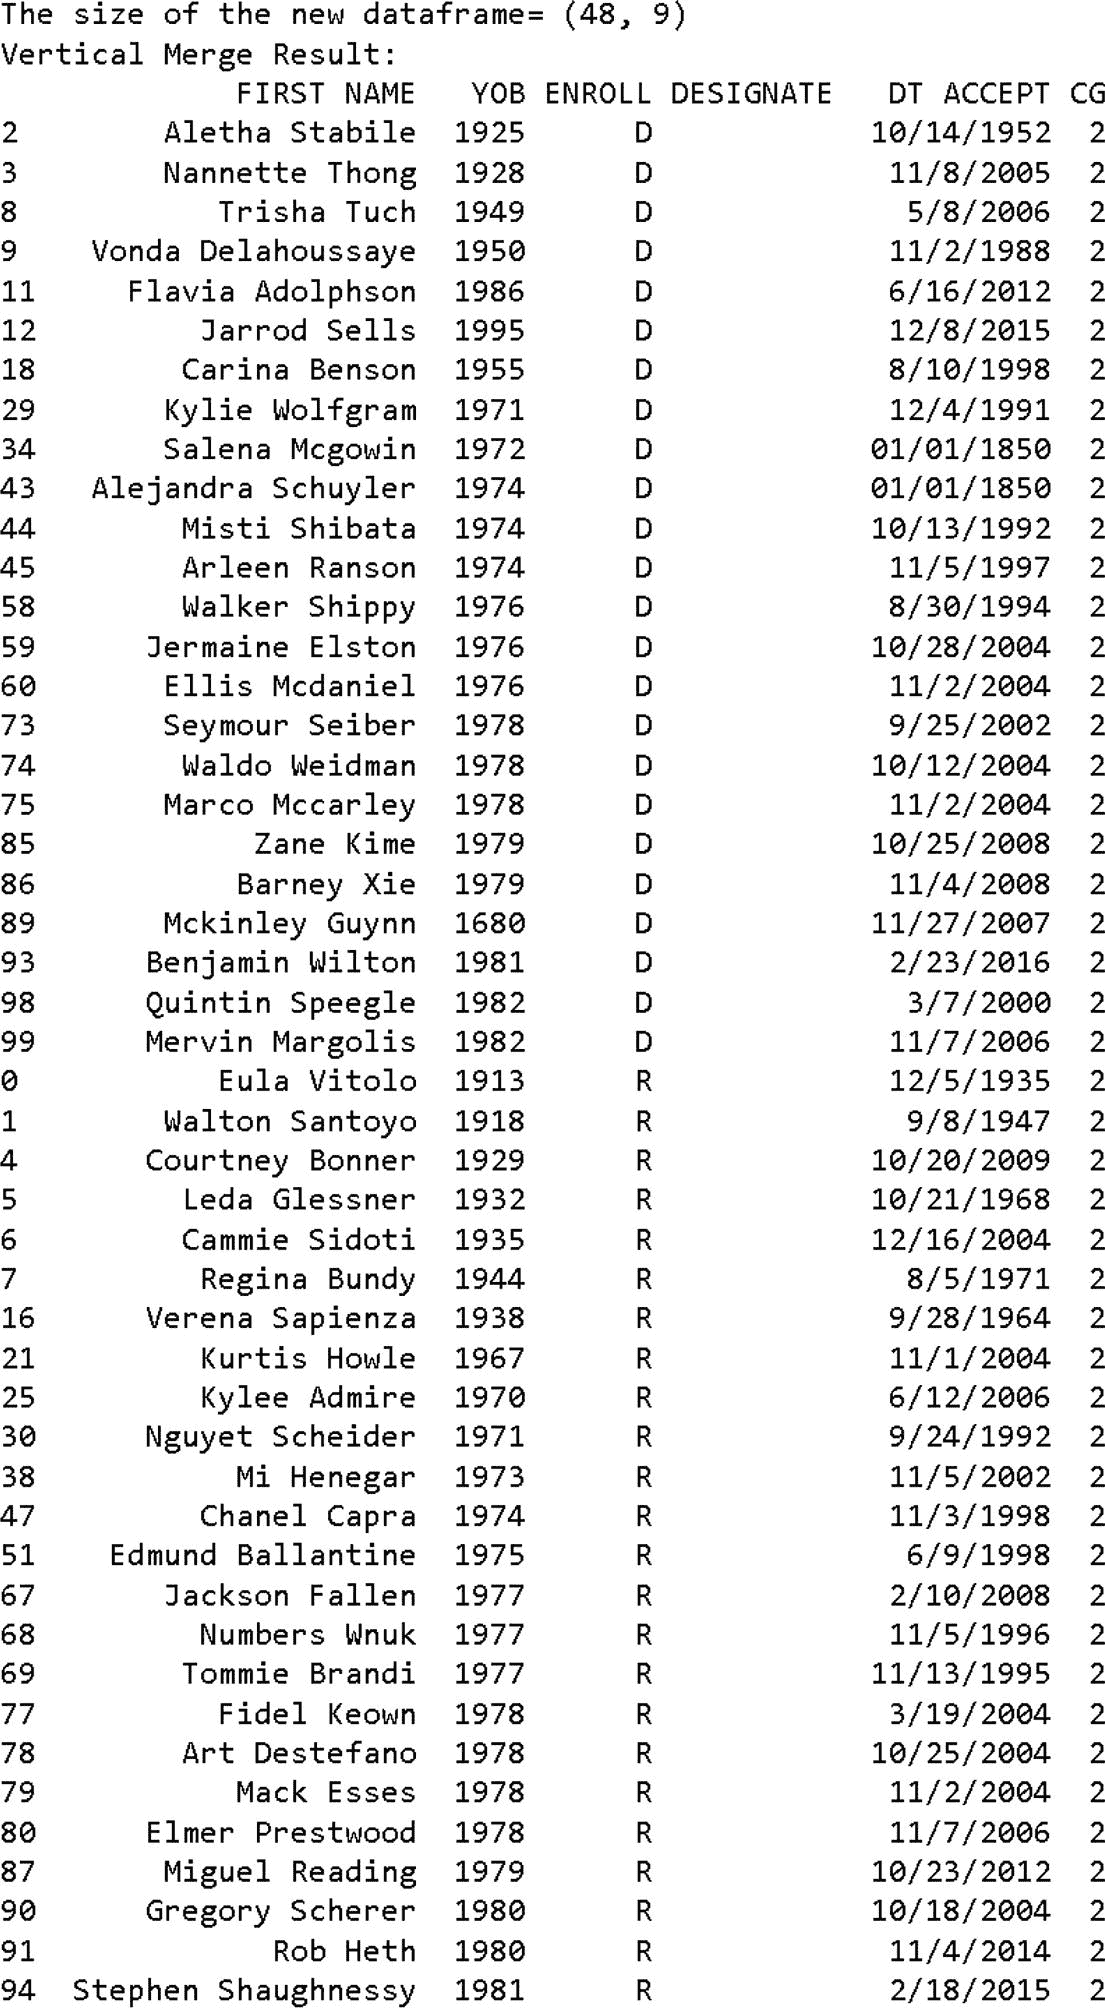 The size of the new dataframe= (48, 9)
Vertical Merge Result:
FIRST NAME YOB ENROLL DESIGNATE DT ACCEPT CG
2 Aletha Stabile 1925 D 10/14/1952 2
3 Nannette Thong 1928 D 11/8/2005 2
8 Trisha Tuch 1949 D 5/8/2006 2
9 Vonda Delahoussaye 1950 D 11/2/1988 2
11 Flavia Adolphson 1986 D 6/16/2012 2
12 Jarrod Sells 1995 D 12/8/2015 2
18 Carina Benson 1955 D 8/10/1998 2
29 Kylie Wolfgram 1971 D 12/4/1991 2
34 Salena Mcgowin 1972 D 01/01/1850 2
43 Alejandra Schuyler 1974 D 01/01/1850 2
44 Misti Shibata 1974 D 10/13/1992 2
45 Arleen Ranson 1974 D 11/5/1997 2
58 Walker Shippy 1976 D 8/30/1994 2
59 Jermaine Elston 1976 D 10/28/2004 2
60 Ellis Mcdaniel 1976 D 11/2/2004 2
73 Seymour Seiber 1978 D 9/25/2002 2
74 Waldo Weidman 1978 D 10/12/2004 2
75 Marco Mccarley 1978 D 11/2/2004 2
85 Zane Kime 1979 D 10/25/2008 2
86 Barney Xie 1979 D 11/4/2008 2
89 Mckinley Guynn 1680 D 11/27/2007 2
93 Benjamin Wilton 1981 D 2/23/2016 2
98 Quintin Speegle 1982 D 3/7/2000 2
99 Mervin Margolis 1982 D 11/7/2006 2
0 Eula Vitolo 1913 R 12/5/1935 2
1 Walton Santoyo 1918 R 9/8/1947 2
4 Courtney Bonner 1929 R 10/20/2009 2
5 Leda Glessner 1932 R 10/21/1968 2
6 Cammie Sidoti 1935 R 12/16/2004 2
7 Regina Bundy 1944 R 8/5/1971 2
16 Verena Sapienza 1938 R 9/28/1964 2
21 Kurtis Howle 1967 R 11/1/2004 2
25 Kylee Admire 1970 R 6/12/2006 2
30 Nguyet Scheider 1971 R 9/24/1992 2
38 Mi Henegar 1973 R 11/5/2002 2
47 Chanel Capra 1974 R 11/3/1998 2
51 Edmund Ballantine 1975 R 6/9/1998 2
67 Jackson Fallen 1977 R 2/10/2008 2
68 Numbers Wnuk 1977 R 11/5/1996 2
69 Tommie Brandi 1977 R 11/13/1995 2
77 Fidel Keown 1978 R 3/19/2004 2
78 Art Destefano 1978 R 10/25/2004 2
79 Mack Esses 1978 R 11/2/2004 2
80 Elmer Prestwood 1978 R 11/7/2006 2
87 Miguel Reading 1979 R 10/23/2012 2
90 Gregory Scherer 1980 R 10/18/2004 2
91 Rob Heth 1980 R 11/4/2014 2
94 Stephen Shaughnessy 1981 R 2/18/2015 2